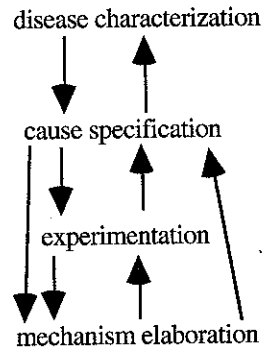 disease characterization
cause specification
experimentation
mechanism elaboration